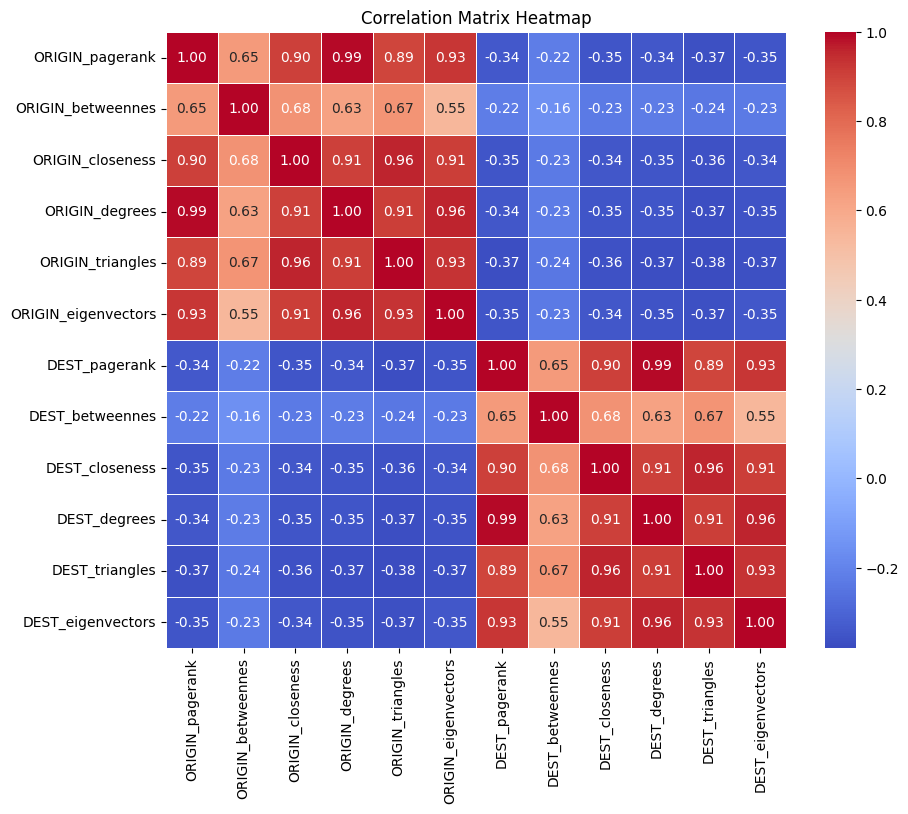 Correlation Matrix Heatmap
ORIGIN_pagerank 1.00 0.65 0.90 0.99 0.89 0.93 -0.34 -0.22 -0.35 -0.34 -0.37 -0.35
ORIGIN_betweennes 0.65 1.00 0.68 0.63 0.67 0.55 -0.22 -0.16 -0.23 -0.23 -0.24 -0.23
ORIGIN_closeness 0.90 0.68 1.00 0.91 0.96 0.91 -0.35 -0.23 -0.34 -0.35 -0.36 -0.34
ORIGIN_degrees 0.99 0.63 0.91 1.00 0.91 0.96 -0.34 -0.23 -0.35 -0.35 -0.37 -0.35
ORIGIN_triangles 0.89 0.67 0.96 0.91 1.00 0.93 -0.37 -0.24 -0.36 -0.37 -0.38 -0.37
ORIGIN_eigenvectors 0.93 0.55 0.91 0.96 0.93 1.00 -0.35 -0.23 -0.34 -0.35 -0.37 -0.35
DEST_pagerank -0.34 -0.22 -0.35 -0.34 -0.37 -0.35 1.00 0.65 0.90 0.99 0.89 0.93
DEST_betweennes -0.22 -0.16 -0.23 -0.23 -0.24 -0.23 0.65 1.00 0.68 0.63 0.67 0.55
DEST_closeness -0.35 -0.23 -0.34 -0.35 -0.36 -0.34 0.90 0.68 1.00 0.91 0.96 0.91
DEST_degrees -0.34 -0.23 -0.35 -0.35 -0.37 -0.35 0.99 0.63 0.91 1.00 0.91 0.96
DEST_triangles -0.37 -0.24 -0.36 -0.37 -0.38 -0.37 0.89 0.67 0.96 0.91 1.00 0.93
DEST_eigenvectors -0.35 -0.23 -0.34 -0.35 -0.37 -0.35 0.93 0.55 0.91 0.96 0.93 1.00
ORIGIN_pagerank
ORIGIN_betweennes
ORIGIN_closeness
ORIGIN_degrees
ORIGIN_triangles
ORIGIN_eigenvectors
DEST_pagerank
DEST_betweennes
DEST_closeness
DEST_degrees
DEST_triangles
DEST_eigenvectors
1.0
0.8
0.6
0.4
0.2
0.0
−0.2